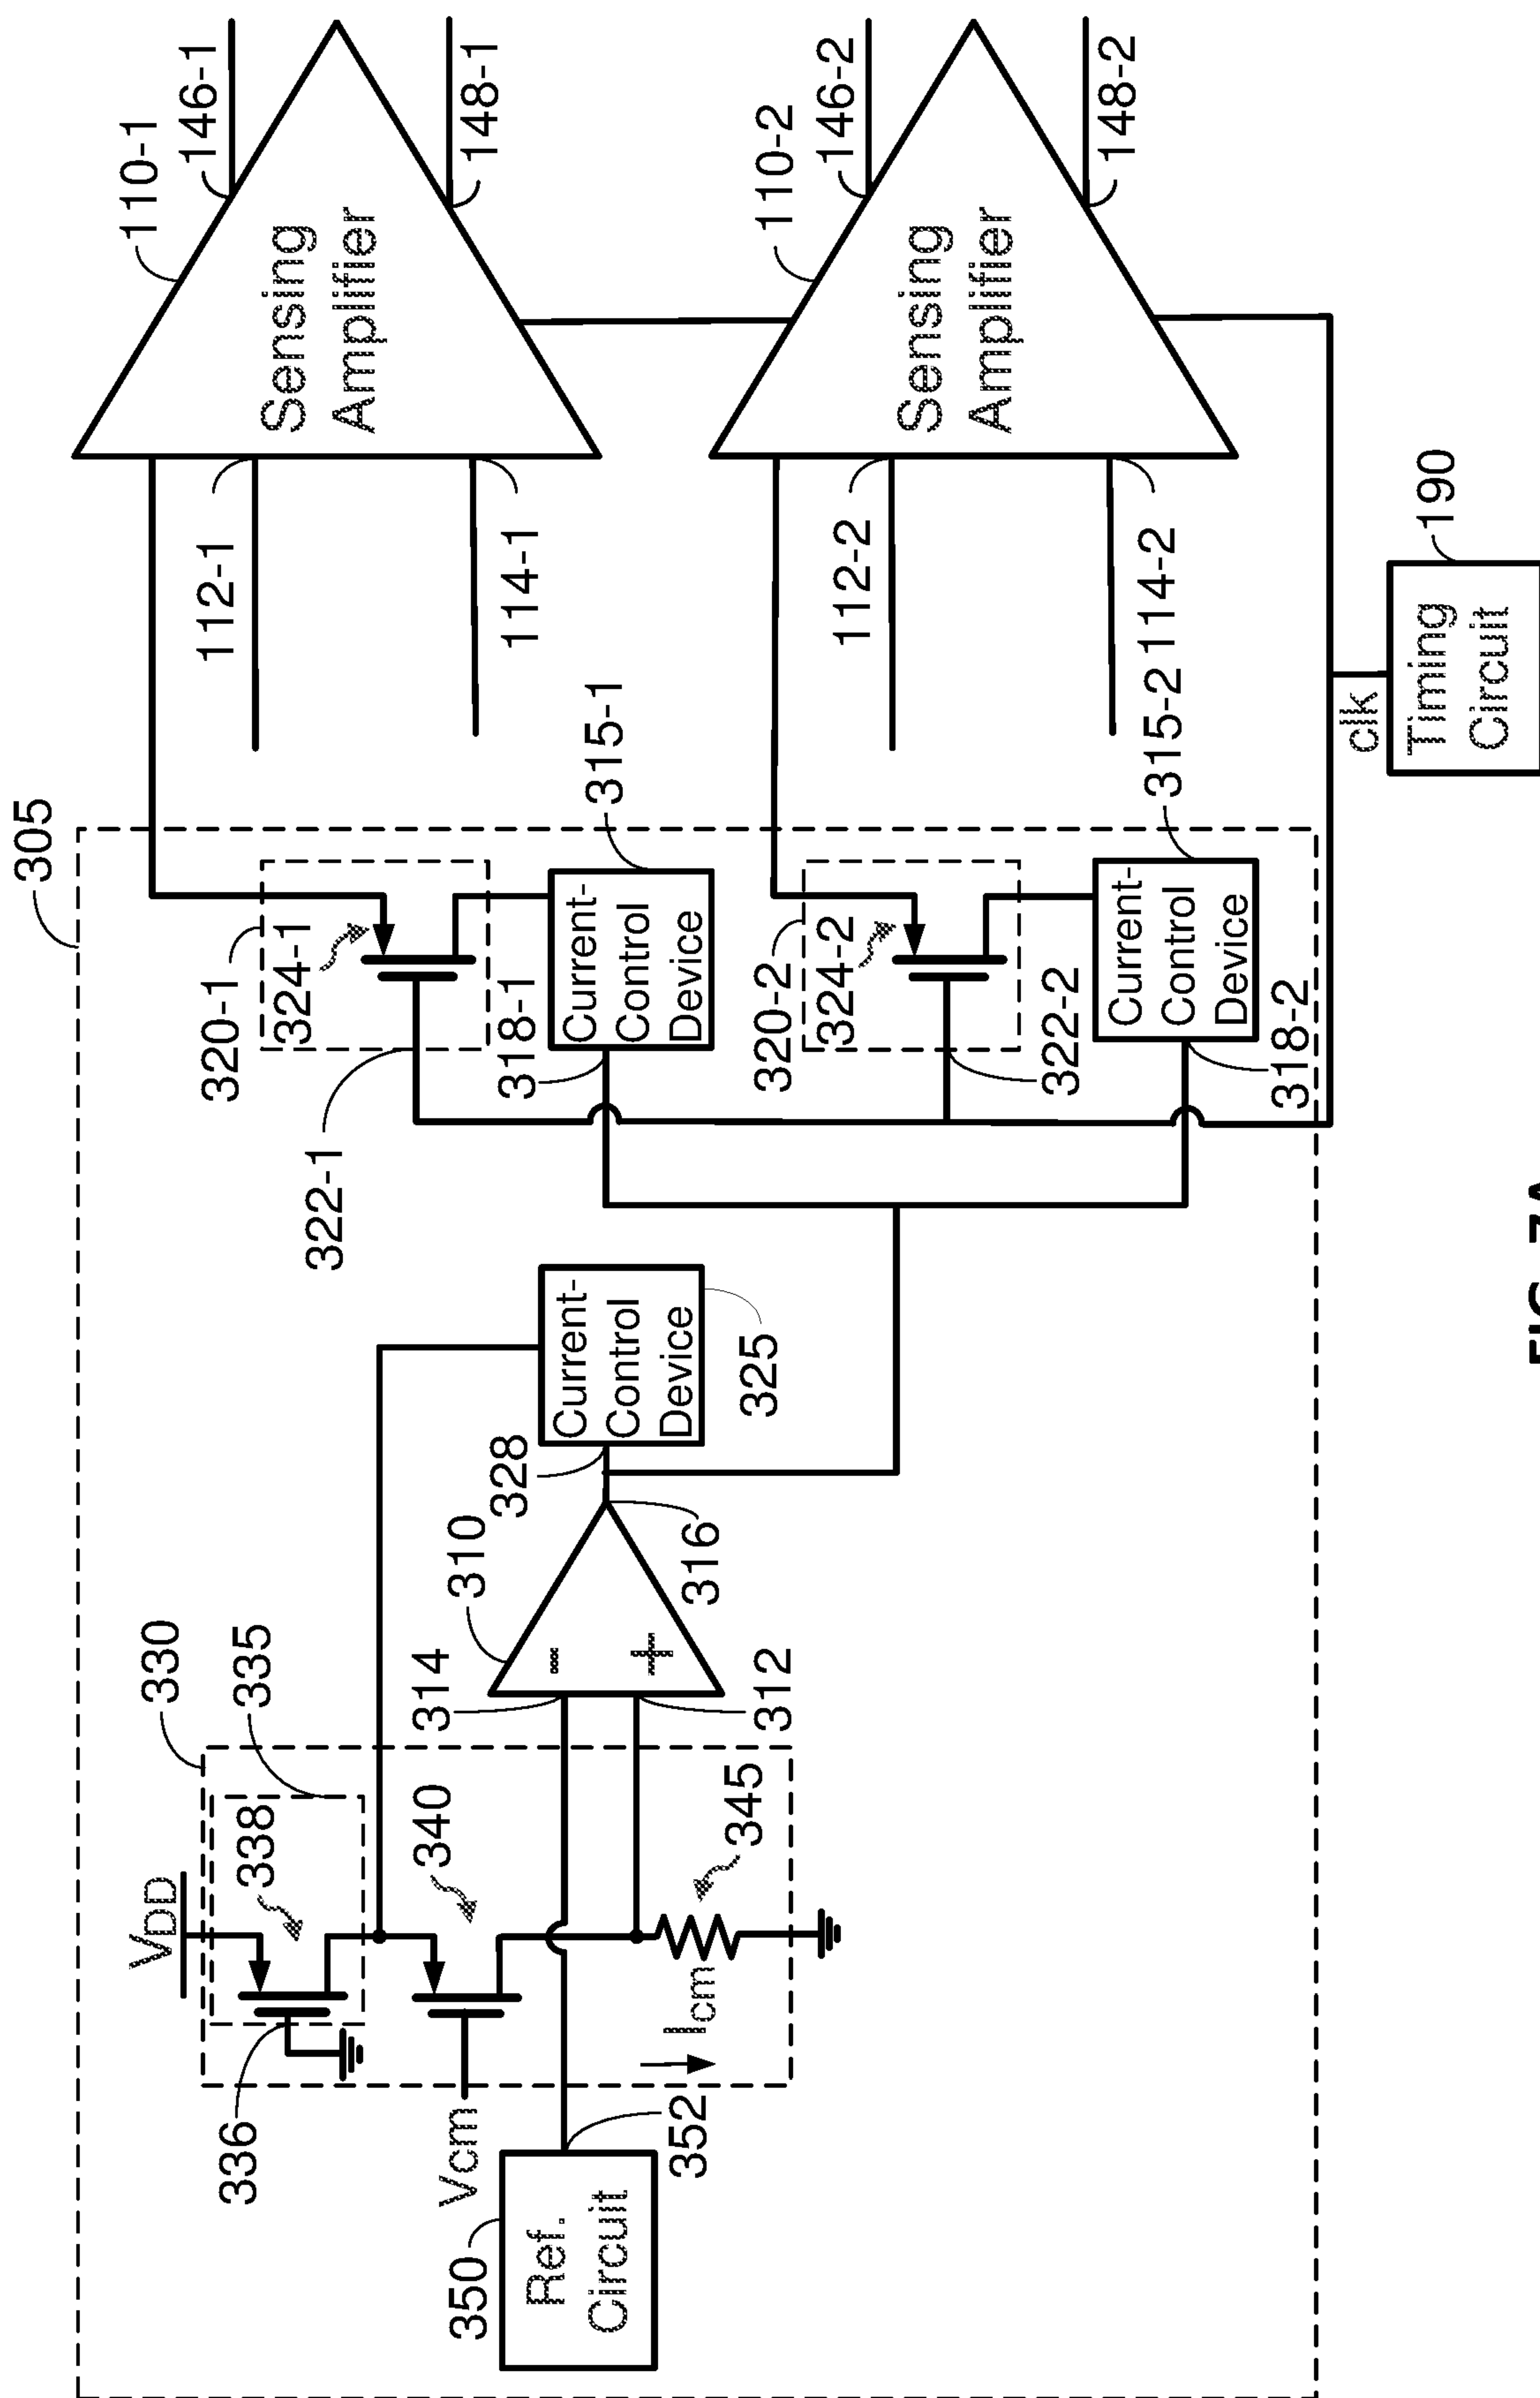 305
110-1
146-1
VDD
330
320-1
112-1
336
338
335
322-1
324-1
Sensing
Amplifier
148-1
Vcm
340
350
314
310
328
318-1
114-1
Ref.
Circuit
352
Icm
345
–
+
312
316
Current-
Control
Device
325
Current-
Control
Device
315-1
320-2
324-2
110-2
146-2
112-2
322-2
Sensing
Amplifier
148-2
Current-
Control
Device
315-2
114-2
318-2
clk
Timing
Circuit
190
FIG. 7A